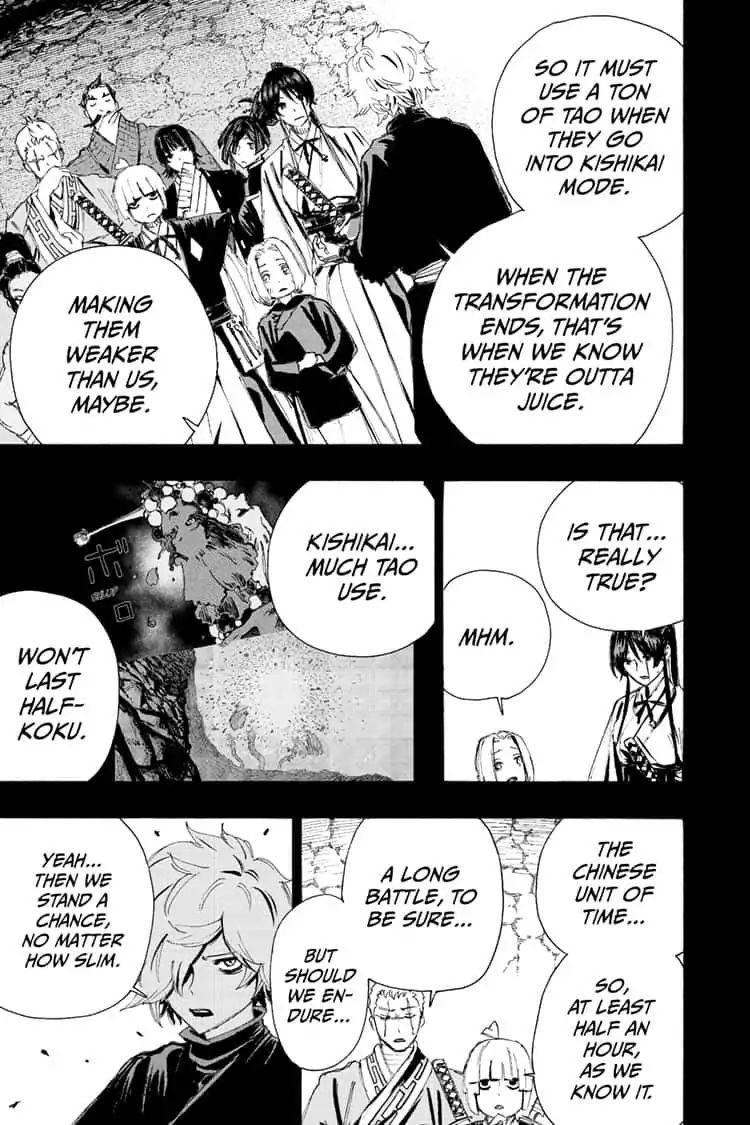 SO IT MUST
USE A TON
OF TAO WHEN
THEY GO
INTO KISHIKAI
MODE.
WHEN THE
TRANSFORMATION
ENDS, THAT'S
WHEN WE KNOW
THEY'RE OUTTA
JUICE.
MAKING
THEM
WEAKER
THAN US,
MAYBE.
IS THAT...
REALLY
TRUE?
MHM.
KISHIKAI...
MUCH TAO
USE.
ボロ
WON'T
LAST
HALF-
KOKU.
THE
CHINESE
UNIT OF
TIME...
SO,
AT LEAST
HALF AN
HOUR,
AS WE
KNOW IT.
A LONG
BATTLE, TO
BE SURE...
BUT
SHOULD
WE EN-
DURE...
YEAH...
THEN WE
STAND A
CHANCE,
NO MATTER
HOW SLIM.